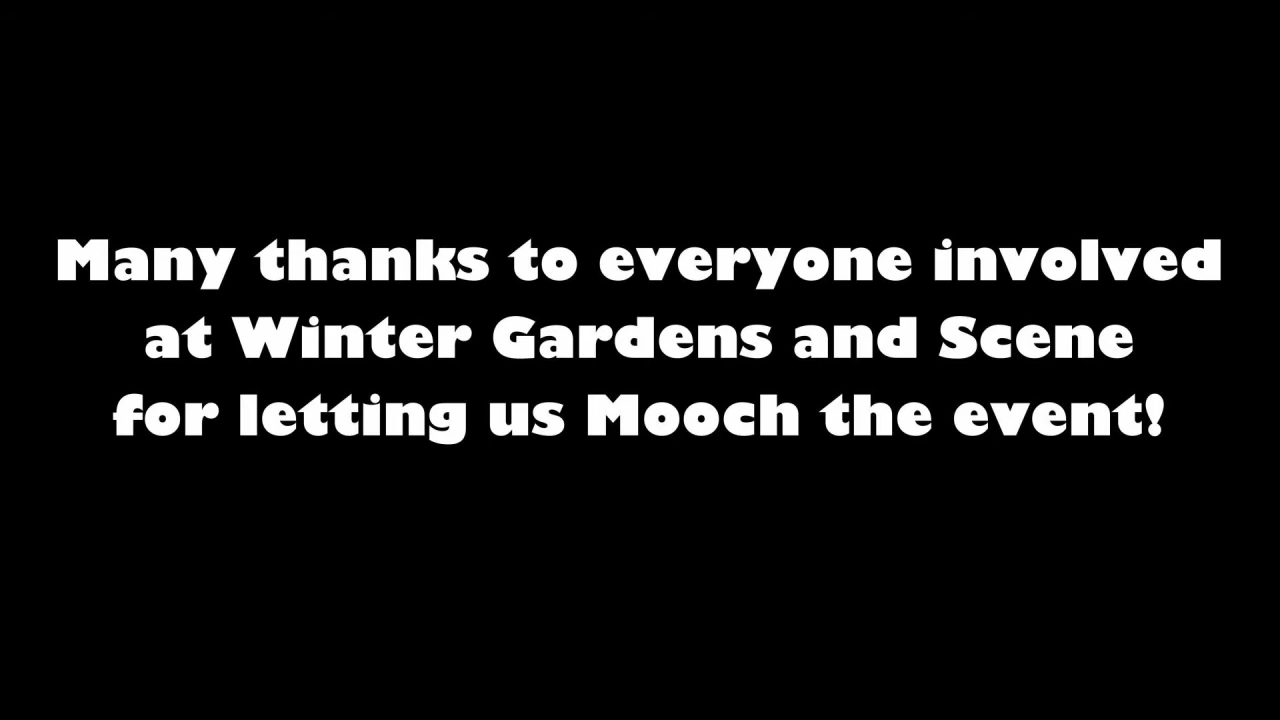 Many thanks to everyone involved
at Winter Gardens and Scene
for letting us Mooch the event!